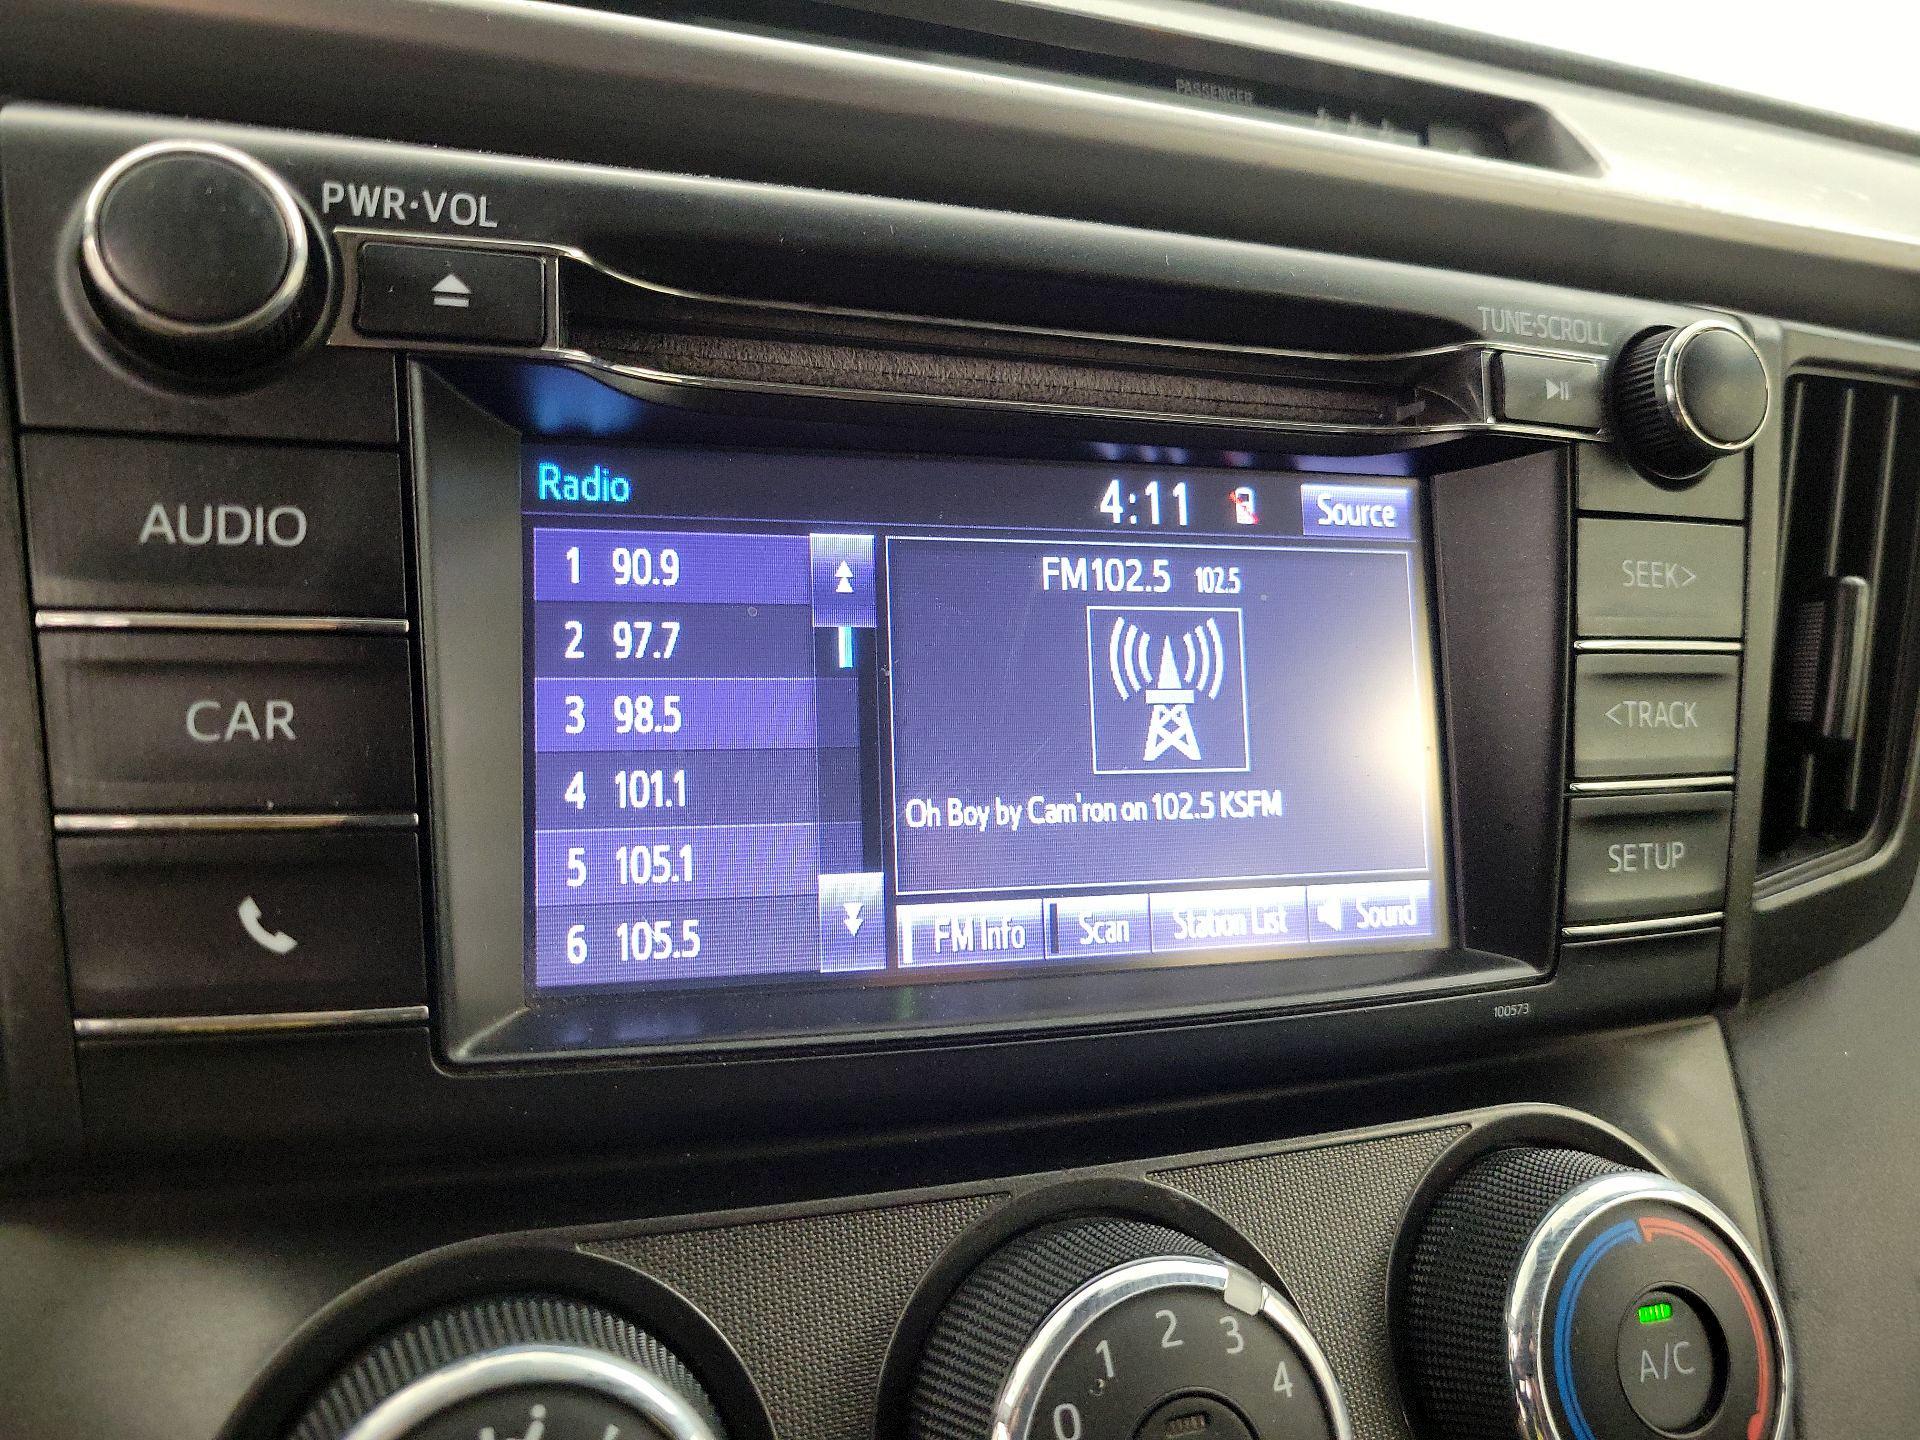 PASSENGER
PWR·VOL
TUNE·SCROLL
AUDIO
CAR
Radio
4:11
Source
1 90.9
2 97.7
3 98.5
4 101.1
5 105.1
6 105.5
FM102.5 102.5
Oh Boy by Cam'ron on 102.5 KSFM
FM Info
Scan
Station List
Sound
SEEK>
<TRACK
SETUP
100573
0 1 2 3 4
A/C